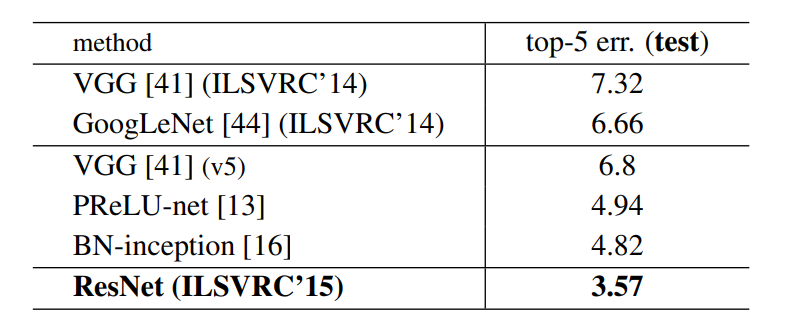 method top-5 err. (test)
VGG [41] (ILSVRC’14) 7.32
GoogLeNet [44] (ILSVRC’14) 6.66
VGG [41] (v5) 6.8
PReLU-net [13] 4.94
BN-inception [16] 4.82
ResNet (ILSVRC’15) 3.57